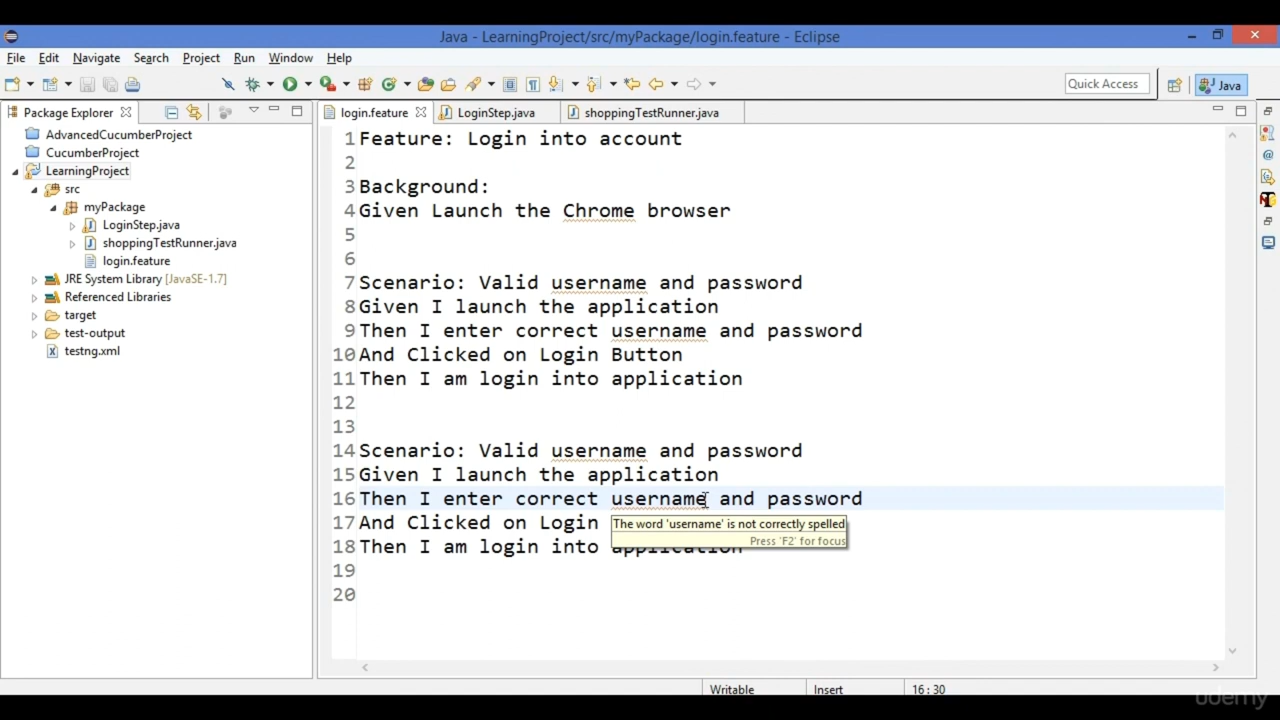 Java - LearningProject/src/myPackage/login.feature - Eclipse
File Edit Navigate Search Project Run Window Help
Quick Access
Java
Package Explorer
AdvancedCucumberProject
CucumberProject
LearningProject
src
myPackage
LoginStep.java
shoppingTestRunner.java
login.feature
JRE System Library [JavaSE-1.7]
Referenced Libraries
target
test-output
testng.xml
login.feature LoginStep.java shoppingTestRunner.java
1 Feature: Login into account
2
3 Background:
4 Given Launch the Chrome browser
5
6
7 Scenario: Valid username and password
8 Given I launch the application
9 Then I enter correct username and password
10 And Clicked on Login Button
11 Then I am login into application
12
13
14 Scenario: Valid username and password
15 Given I launch the application
16 Then I enter correct username and password
17 And Clicked on Login
The word 'username' is not correctly spelled
Press 'F2' for focus
18 Then I am login into application
19
20
Writable Insert 16:30
udemy